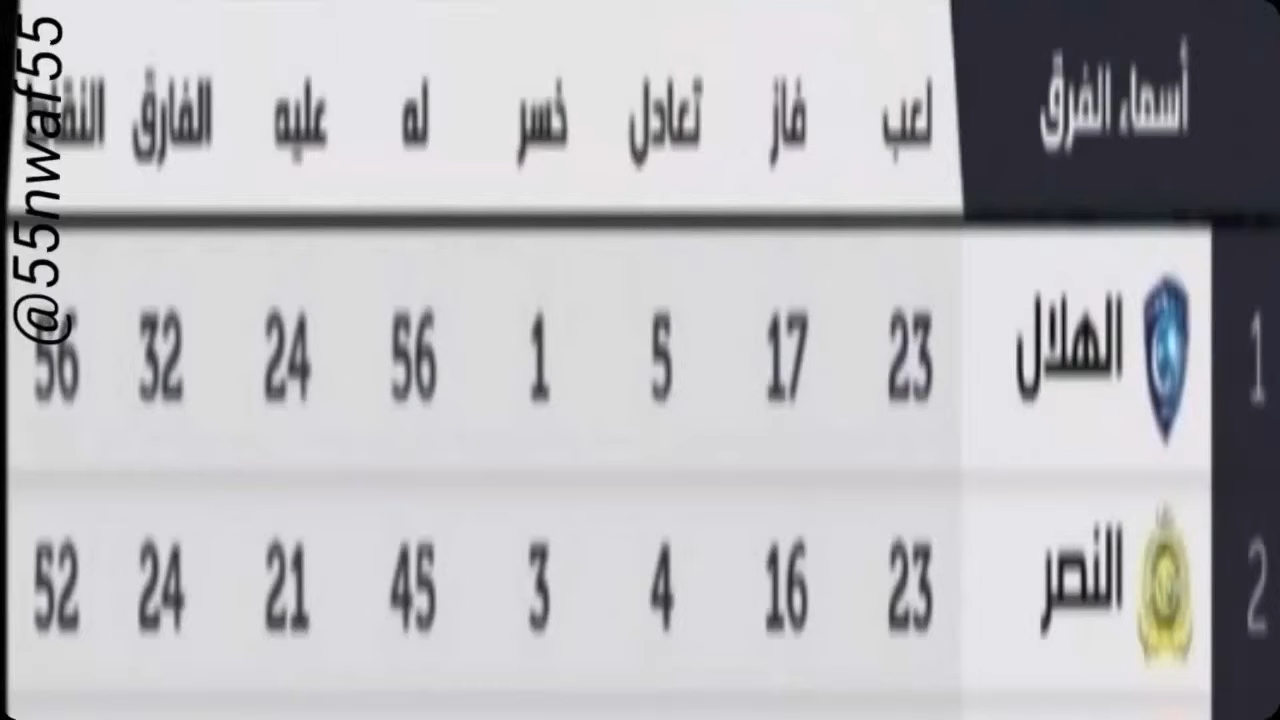 أسماء الفرق لعب فاز تعادل خسر له عليه الفارق
1 الهلال 23 17 5 1 56 24 32 56
2 النصر 23 16 4 3 45 21 24 52
@55nwaf55